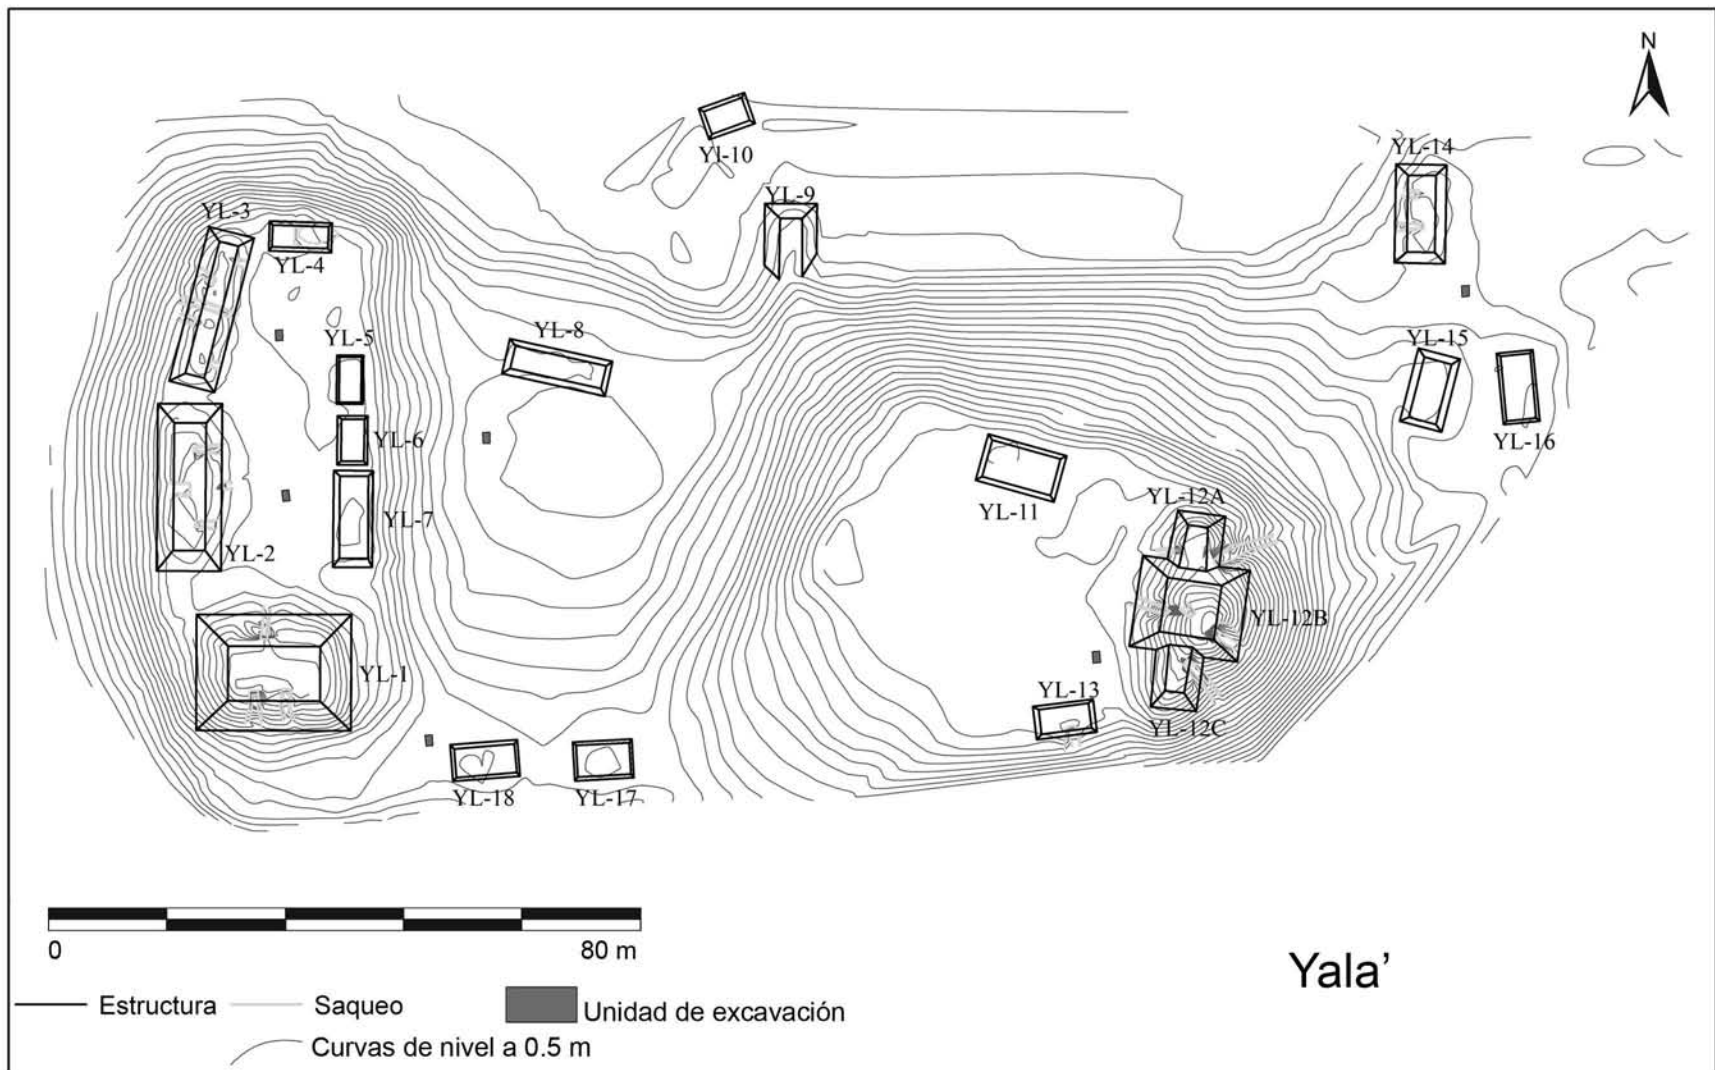 N
YL-14
Yl-10
YL-9
YL-3
YL-4
YL-8
YL-5
YL-15
YL-6
YL-16
YL-12A
YL-11
YL-7
YL-2
YL-12B
YL-1
YL-13
YL-12C
YL-18
YL-17
0 80 m
Yala’
Estructura Saqueo Unidad de excavación
Curvas de nivel a 0.5 m